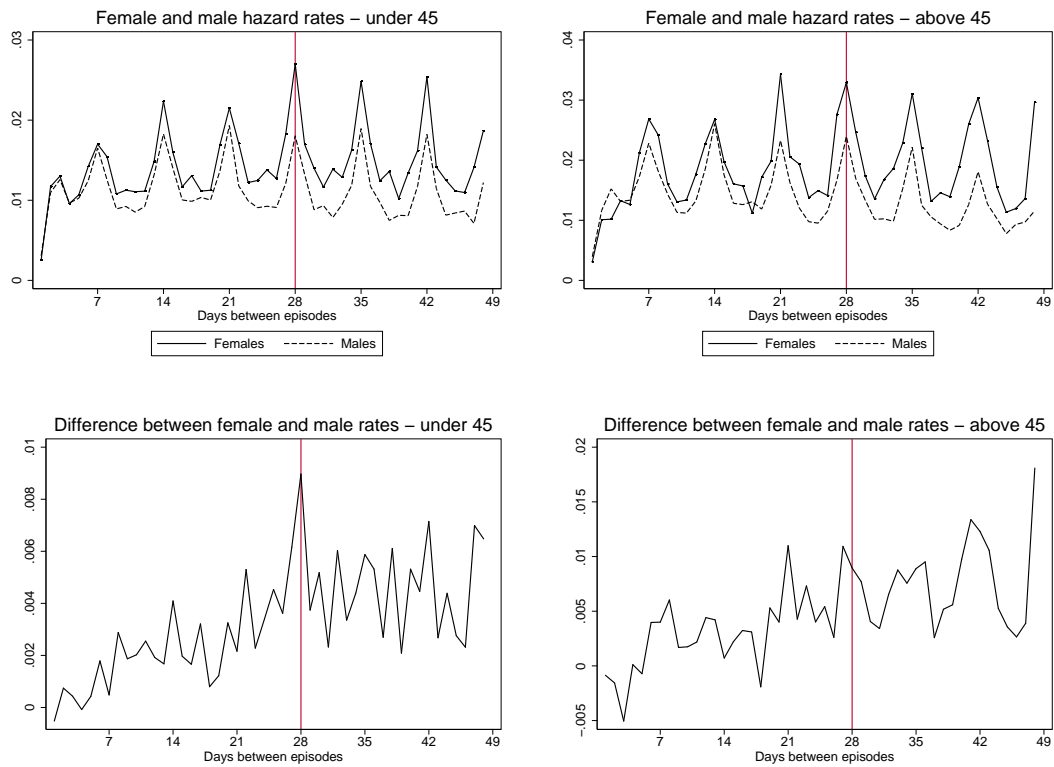 Female and male hazard rates – under 45
.03
.02
.01
0
7 14 21 28 35 42 49
Days between episodes
Females Males
Female and male hazard rates – above 45
.04
.03
.02
.01
0
7 14 21 28 35 42 49
Days between episodes
Females Males
Difference between female and male rates – under 45
.01
.008
.006
.004
.002
0
7 14 21 28 35 42 49
Days between episodes
Difference between female and male rates – above 45
.02
.015
.01
.005
0
−.005
7 14 21 28 35 42 49
Days between episodes